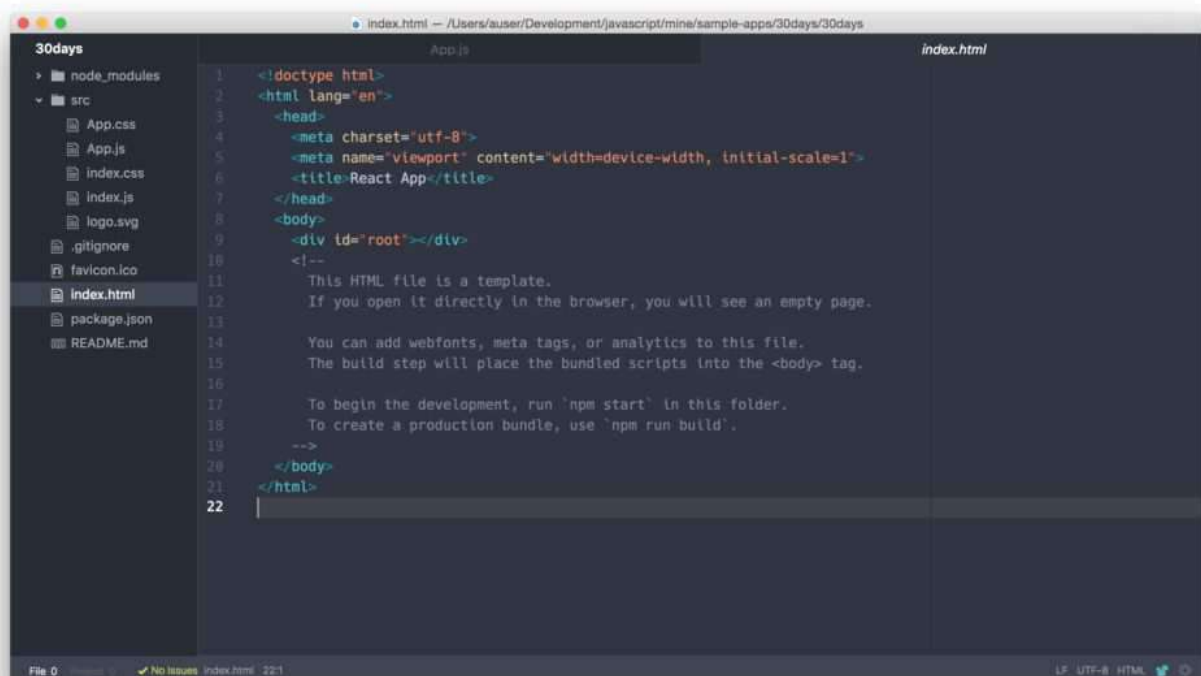 index.html — /Users/auser/Development/javascript/mine/sample-apps/30days/30days
30days
App.js
index.html
node_modules
src
App.css
App.js
index.css
index.js
logo.svg
.gitignore
favicon.ico
index.html
package.json
README.md
1 <!doctype html>
2 <html lang="en">
3 <head>
4 <meta charset="utf-8">
5 <meta name="viewport" content="width=device-width, initial-scale=1">
6 <title>React App</title>
7 </head>
8 <body>
9 <div id="root"></div>
10 <!--
11 This HTML file is a template.
12 If you open it directly in the browser, you will see an empty page.
13
14 You can add webfonts, meta tags, or analytics to this file.
15 The build step will place the bundled scripts into the <body> tag.
16
17 To begin the development, run `npm start` in this folder.
18 To create a production bundle, use `npm run build`.
19 -->
20 </body>
21 </html>
22
File 0
No Issues index.html 22:1
LF UTF-8 HTML